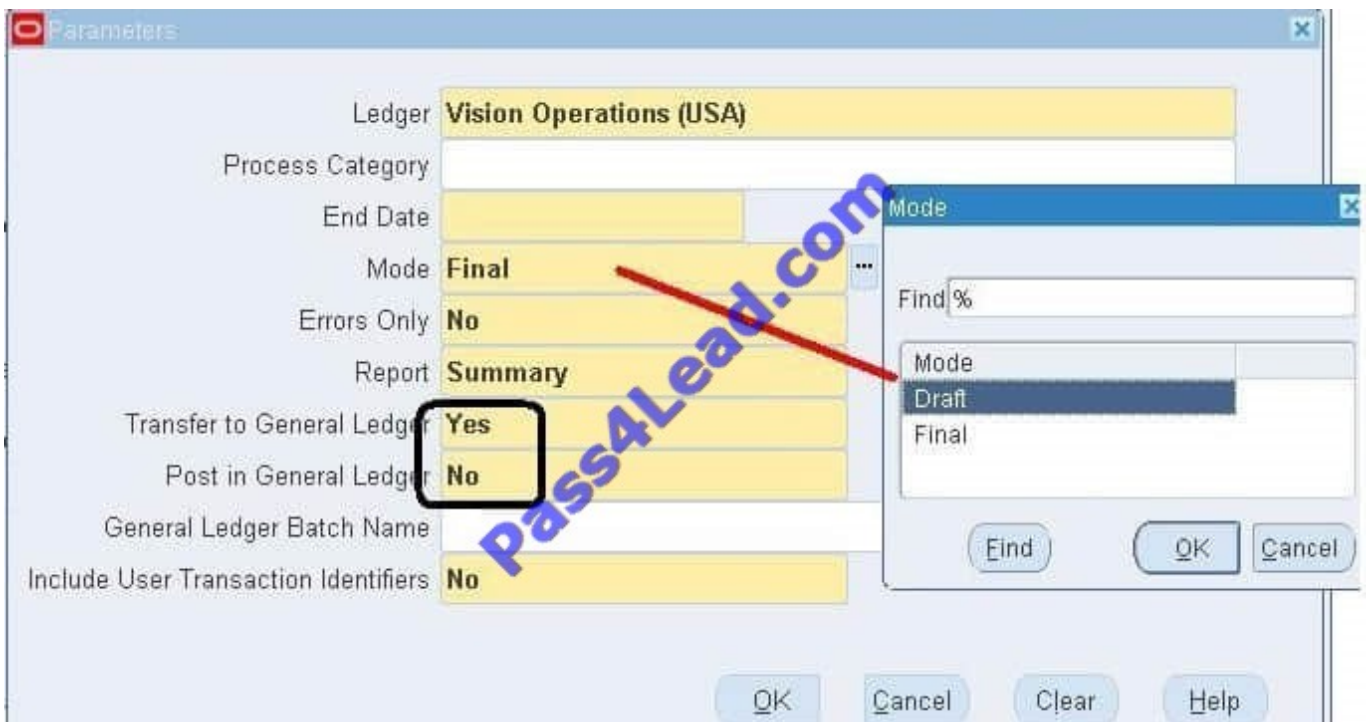 Parameters
Ledger Vision Operations (USA)
Process Category
End Date
Mode Final
...
Errors Only No
Report Summary
Transfer to General Ledger Yes
Post in General Ledger No
General Ledger Batch Name
Include User Transaction Identifiers No
OK Cancel Clear Help
Mode
Find %
Mode
Draft
Final
Find OK Cancel
Pass4Lead.com